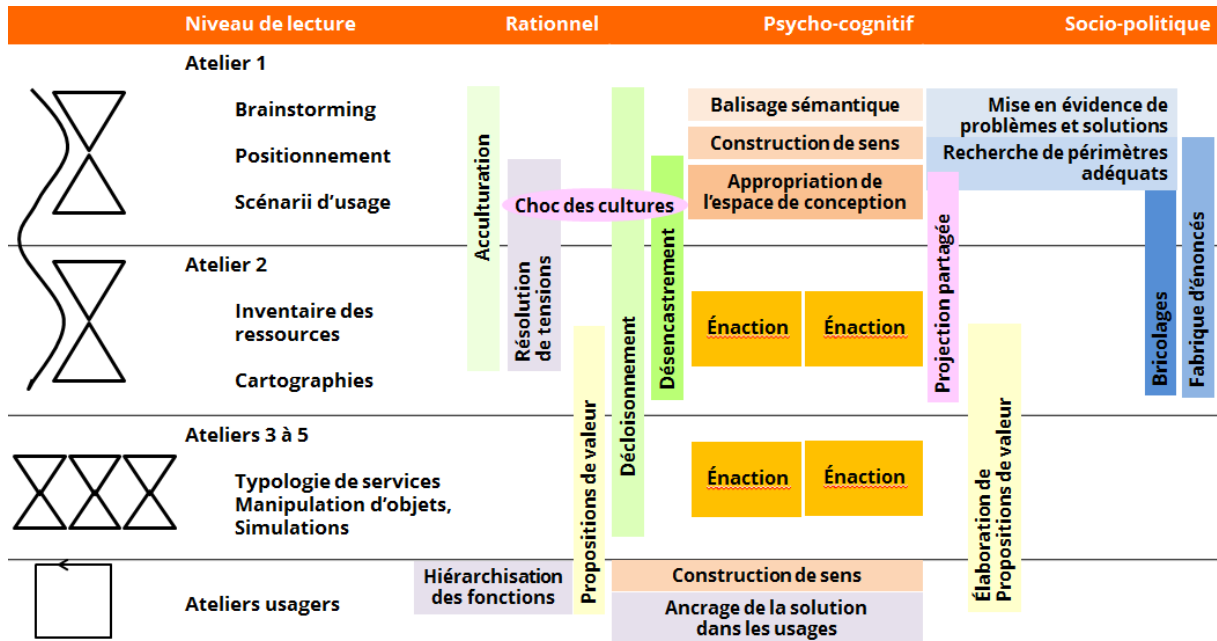 Niveau de lecture
Rationnel
Psycho-cognitif
Socio-politique
Atelier 1
Brainstorming
Positionnement
Scénarii d’usage
Acculturation
Résolution
de tensions
Choc des cultures
Décloisonnement
Désencastrement
Balisage sémantique
Construction de sens
Appropriation de
l’espace de conception
Mise en évidence de
problèmes et solutions
Recherche de périmètres
adéquats
Projection partagée
Bricolages
Fabrique d’énoncés
Atelier 2
Inventaire des
ressources
Cartographies
Énaction
Énaction
Propositions de valeur
Élaboration de
Propositions de valeur
Ateliers 3 à 5
Typologie de services
Manipulation d’objets,
Simulations
Énaction
Énaction
Ateliers usagers
Hiérarchisation
des fonctions
Construction de sens
Ancrage de la solution
dans les usages